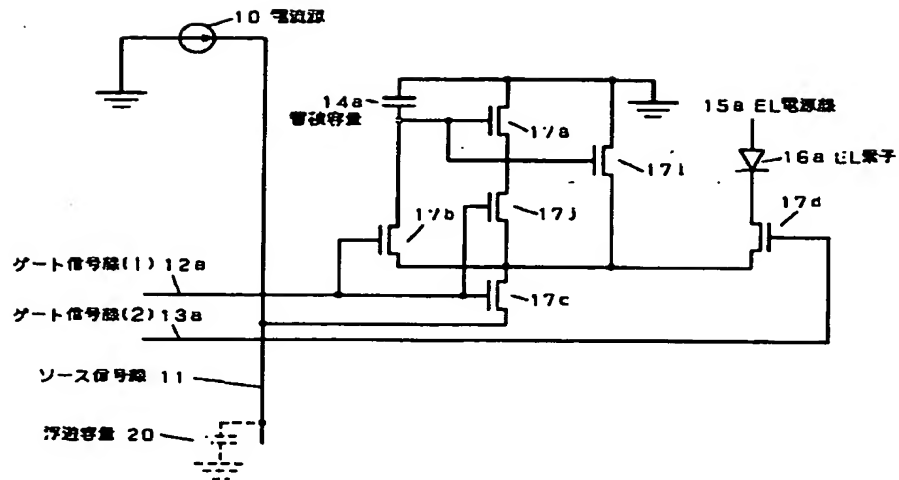 10 電流源
14a
蓄積容量
17a
15a EL電源線
16a EL素子
17i
17d
17b
17j
ゲート信号線(1) 12a
17c
ゲート信号線(2) 13a
ソース信号線 11
浮遊容量 20